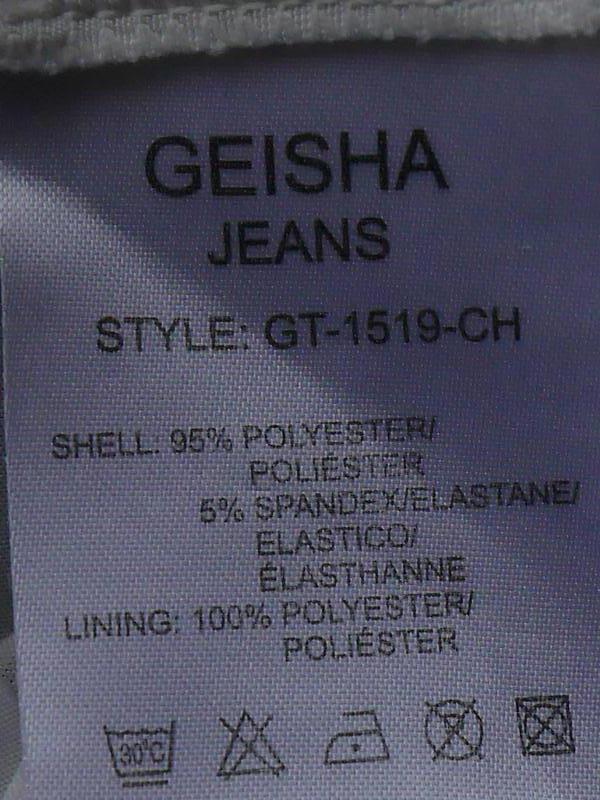 GEISHA
JEANS
STYLE: GT-1519-CH
SHELL: 95% POLYESTER/
POLIÉSTER
5% SPANDEX/ELASTANE/
ELASTICO/
ÉLASTHANNE
LINING: 100% POLYESTER/
POLIÉSTER
30°C